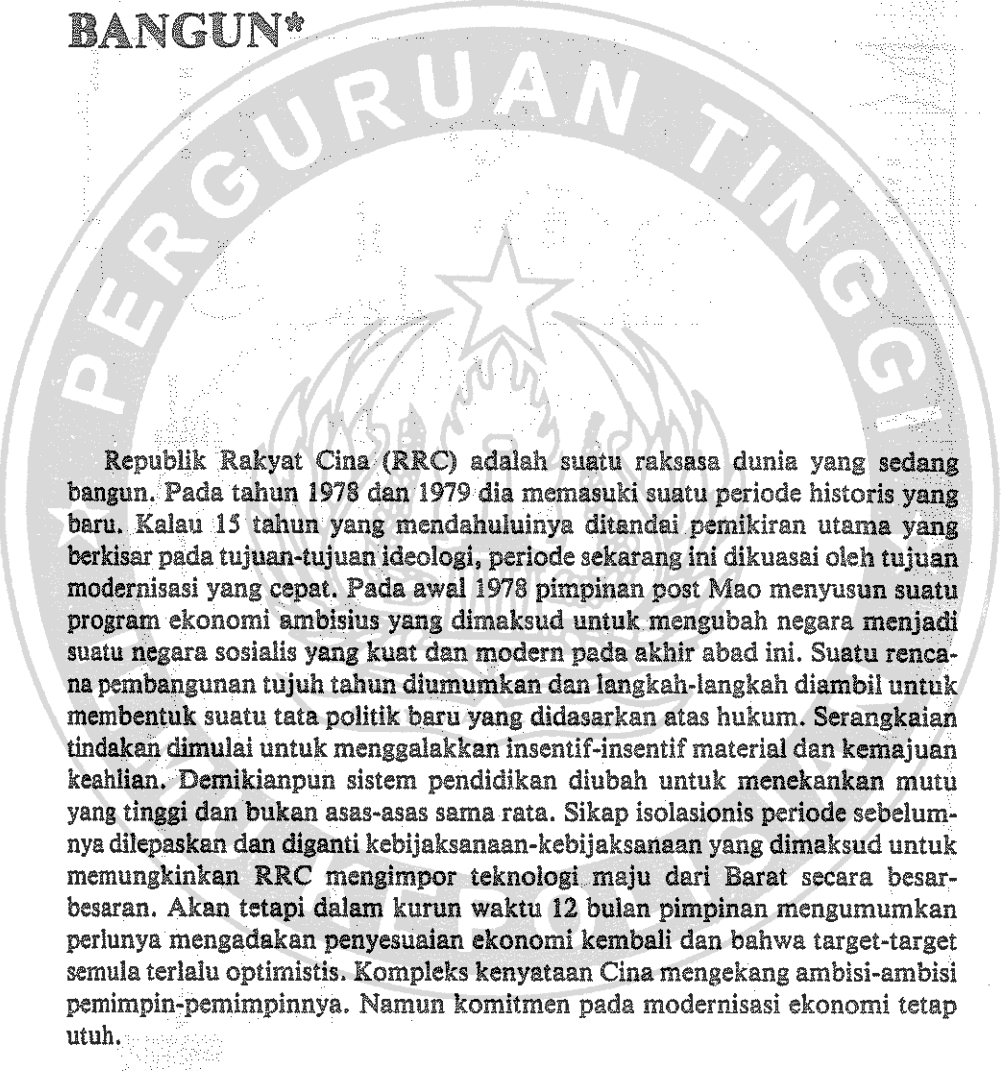 BANGUN*
PERGURUAN TINGGI
Republik Rakyat Cina (RRC) adalah suatu raksasa dunia yang sedang
bangun. Pada tahun 1978 dan 1979 dia memasuki suatu periode historis yang
baru. Kalau 15 tahun yang mendahuluinya ditandai pemikiran utama yang
berkisar pada tujuan-tujuan ideologi, periode sekarang ini dikuasai oleh tujuan
modernisasi yang cepat. Pada awal 1978 pimpinan post Mao menyusun suatu
program ekonomi ambisius yang dimaksud untuk mengubah negara menjadi
suatu negara sosialis yang kuat dan modern pada akhir abad ini. Suatu renca-
na pembangunan tujuh tahun diumumkan dan langkah-langkah diambil untuk
membentuk suatu tata politik baru yang didasarkan atas hukum. Serangkaian
tindakan dimulai untuk menggalakkan insentif-insentif material dan kemajuan
keahlian. Demikianpun sistem pendidikan diubah untuk menekankan mutu
yang tinggi dan bukan asas-asas sama rata. Sikap isolasionis periode sebelum-
nya dilepaskan dan diganti kebijaksanaan-kebijaksanaan yang dimaksud untuk
memungkinkan RRC mengimpor teknologi maju dari Barat secara besar-
besaran. Akan tetapi dalam kurun waktu 12 bulan pimpinan mengumumkan
perlunya mengadakan penyesuaian ekonomi kembali dan bahwa target-target
semula terlalu optimistis. Kompleks kenyataan Cina mengekang ambisi-ambisi
pemimpin-pemimpinnya. Namun komitmen pada modernisasi ekonomi tetap
utuh.